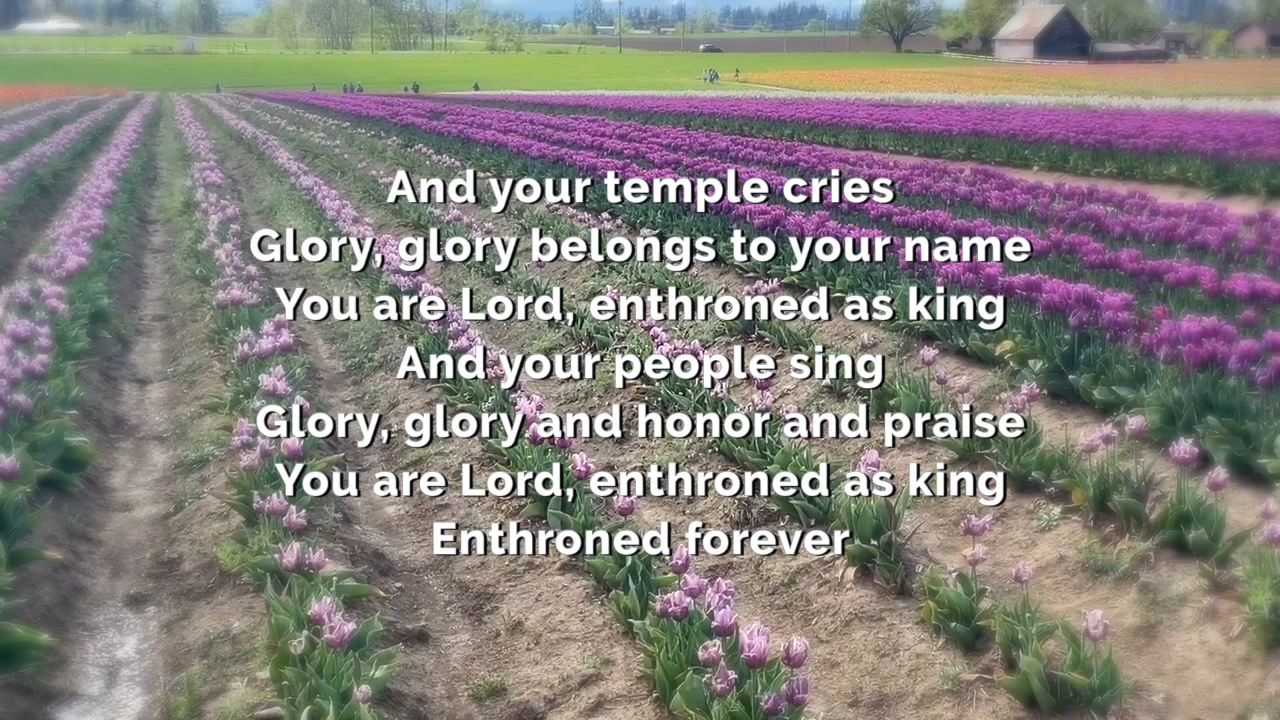 And your temple cries
Glory, glory belongs to your name
You are Lord, enthroned as king
And your people sing
Glory, glory and honor and praise
You are Lord, enthroned as king
Enthroned forever